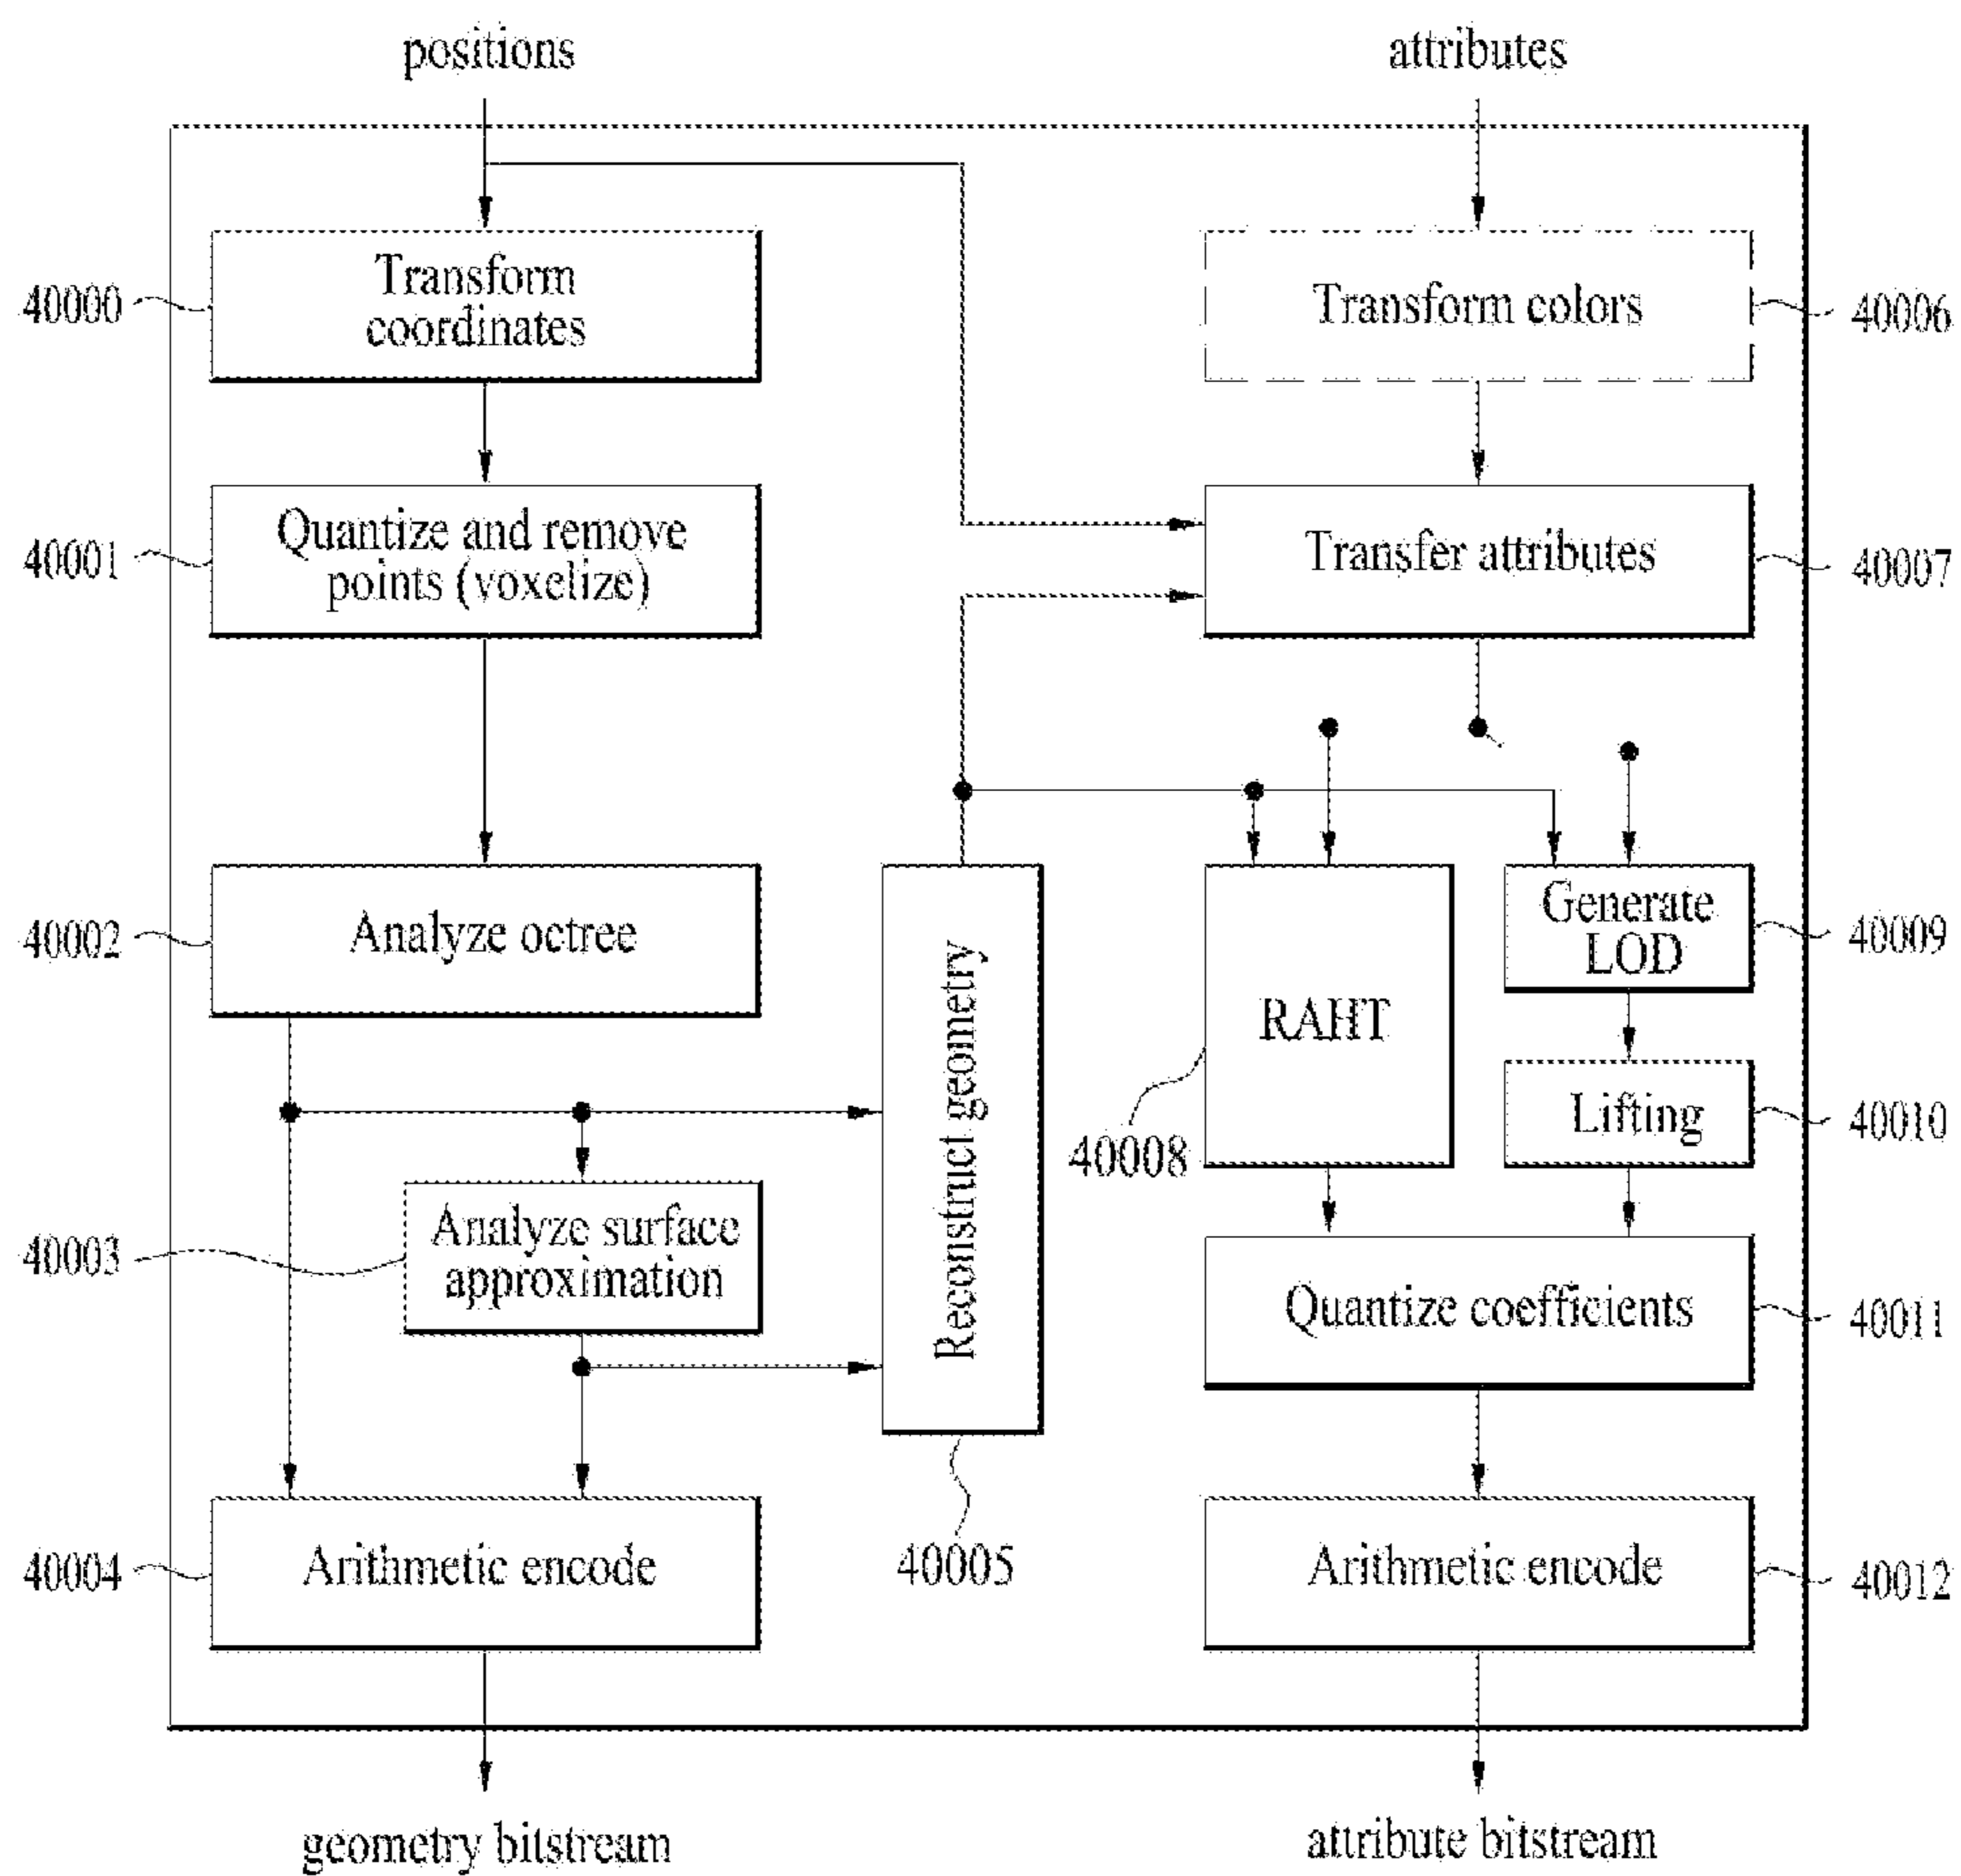 positions
attributes
Transform
coordinates
40000
Transform colors
40006
Quantize and remove
points (voxelize)
40001
Transfer attributes
40007
Analyze octree
40002
Reconstruct geometry
40005
RAHT
40008
Generate
LOD
40009
Lifting
40010
Analyze surface
approximation
40003
Quantize coefficients
40011
Arithmetic encode
40004
Arithmetic encode
40012
geometry bitstream
attribute bitstream